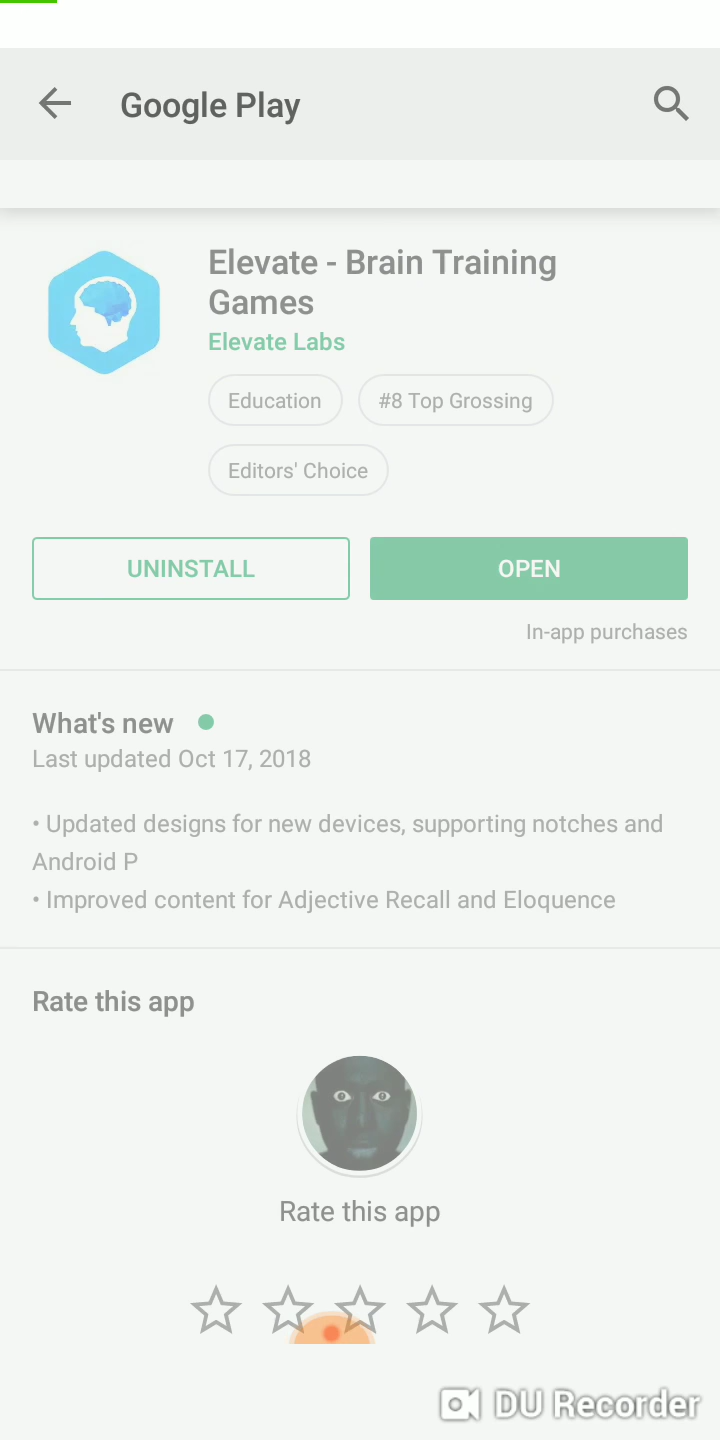 Google Play
Elevate - Brain Training
Games
Elevate Labs
Education
#8 Top Grossing
Editors' Choice
UNINSTALL
OPEN
In-app purchases
What's new
Last updated Oct 17, 2018
• Updated designs for new devices, supporting notches and
Android P
• Improved content for Adjective Recall and Eloquence
Rate this app
Rate this app
DU Recorder